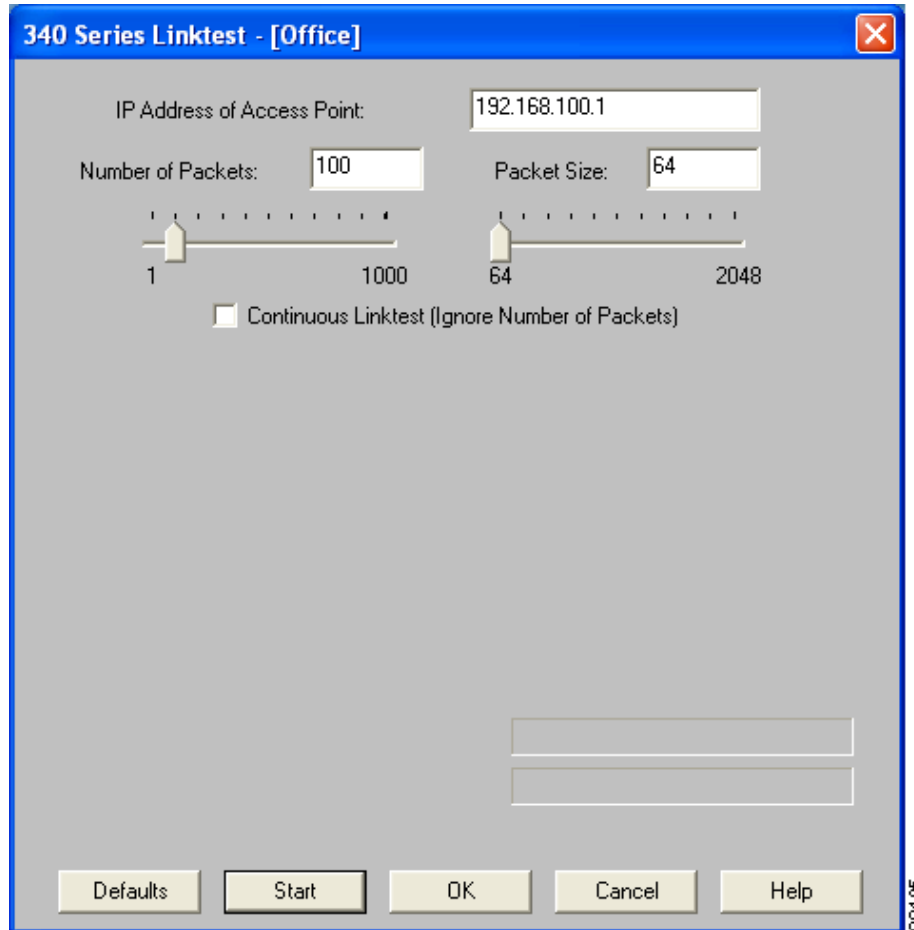 340 Series Linktest - [Office]
IP Address of Access Point: 192.168.100.1
Number of Packets: 100 Packet Size: 64
1 1000 64 2048
Continuous Linktest (Ignore Number of Packets)
Defaults Start OK Cancel Help